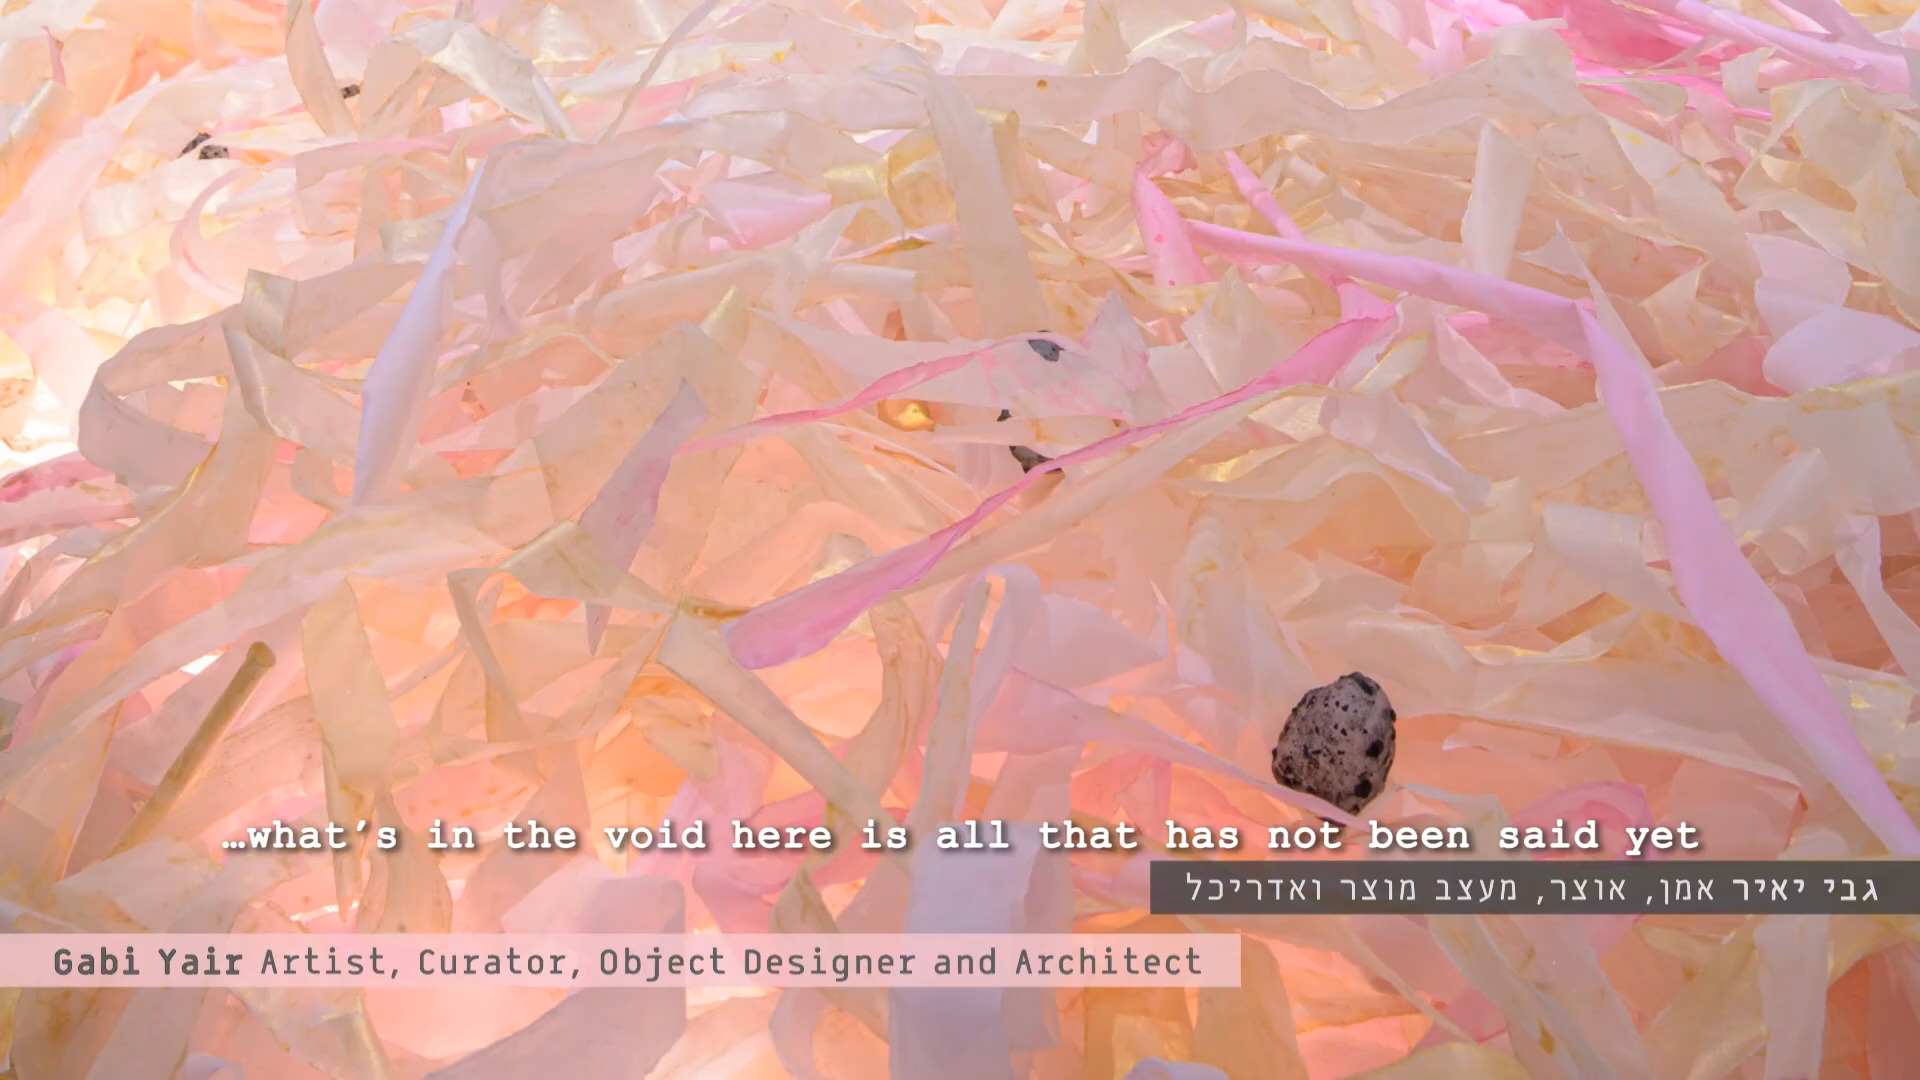 …what’s in the void here is all that has not been said yet
גבי יאיר אמן, אוצר, מעצב מוצר ואדריכל
Gabi Yair Artist, Curator, Object Designer and Architect